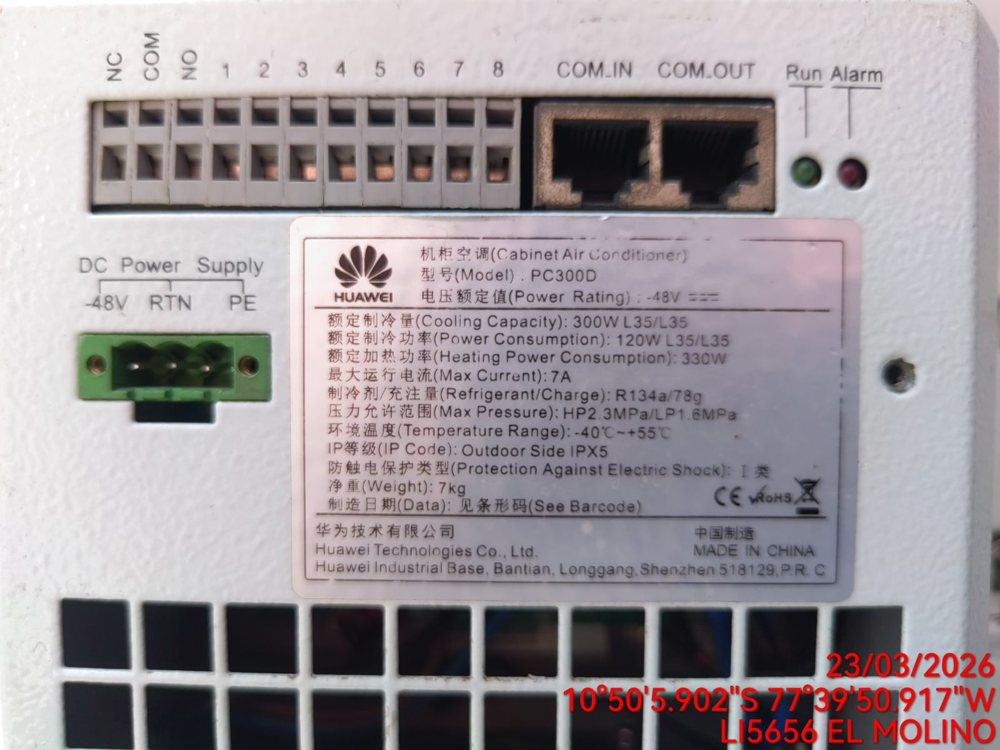 NC COM NO 1 2 3 4 5 6 7 8 COM_IN COM_OUT Run Alarm
DC Power Supply
-48V RTN PE
HUAWEI
机柜空调(Cabinet Air Conditioner)
型号(Model) : PC300D
电压额定值(Power Rating) : -48V
额定制冷量(Cooling Capacity): 300W L35/L35
额定制冷功率(Power Consumption): 120W L35/L35
额定加热功率(Heating Power Consumption): 330W
最大运行电流(Max Current): 7A
制冷剂/充注量(Refrigerant/Charge): R134a/78g
压力允许范围(Max Pressure): HP2.3MPa/LP1.6MPa
环境温度(Temperature Range): -40℃~+55℃
IP等级(IP Code): Outdoor Side IPX5
防触电保护类型(Protection Against Electric Shock): I 类
净重(Weight): 7kg
制造日期(Data): 见条形码(See Barcode)
CE RoHS
华为技术有限公司
中国制造
Huawei Technologies Co., Ltd.
MADE IN CHINA
Huawei Industrial Base, Bantian, Longgang, Shenzhen 518129, P.R. C
23/03/2026
10°50'5.902"S 77°39'50.917"W
LI5656 EL MOLINO